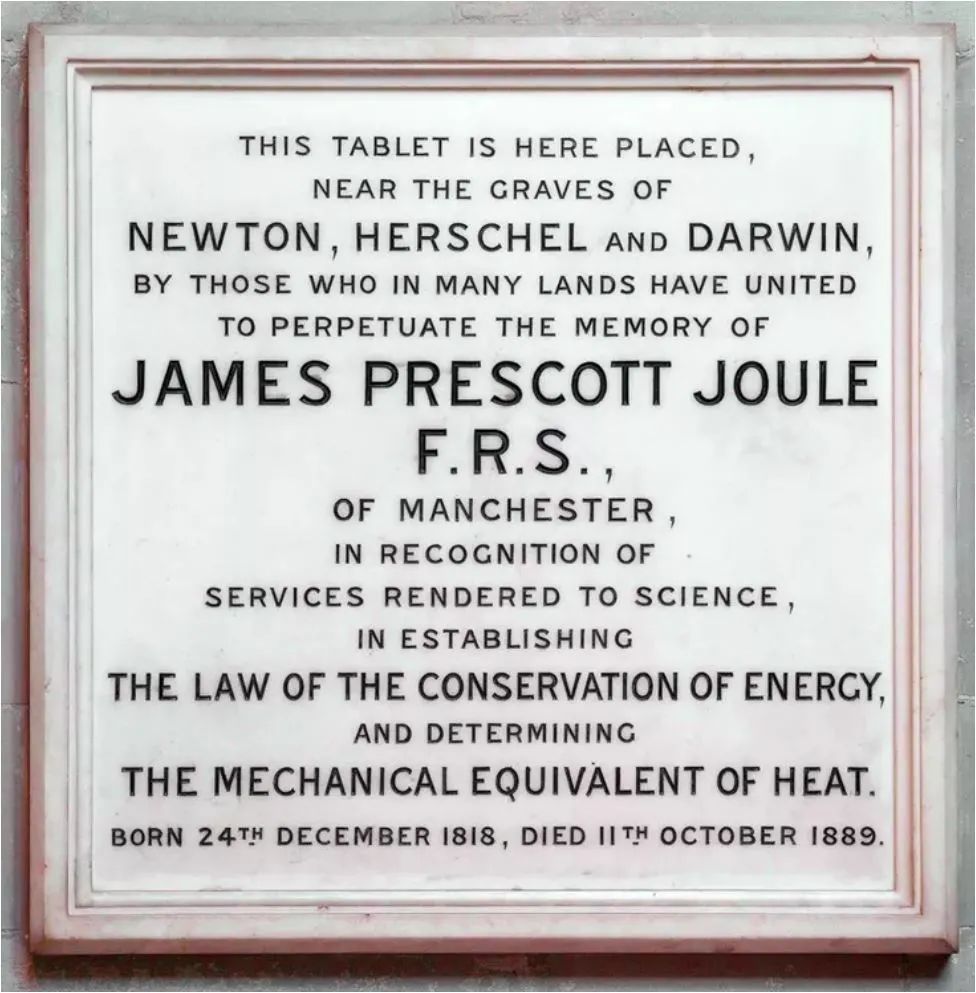 THIS TABLET IS HERE PLACED,
NEAR THE GRAVES OF
NEWTON, HERSCHEL AND DARWIN,
BY THOSE WHO IN MANY LANDS HAVE UNITED
TO PERPETUATE THE MEMORY OF
JAMES PRESCOTT JOULE
F.R.S.,
OF MANCHESTER,
IN RECOGNITION OF
SERVICES RENDERED TO SCIENCE,
IN ESTABLISHING
THE LAW OF THE CONSERVATION OF ENERGY,
AND DETERMINING
THE MECHANICAL EQUIVALENT OF HEAT.
BORN 24TH DECEMBER 1818, DIED 11TH OCTOBER 1889.